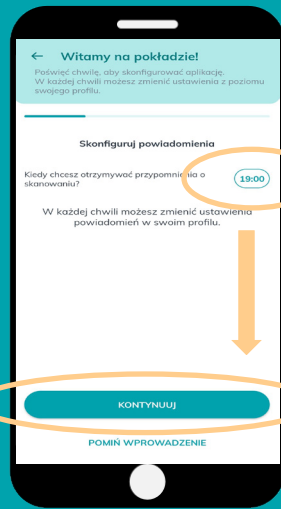 Witamy na pokładzie!
Poświęć chwilę, aby skonfigurować aplikację.
W każdej chwili możesz zmienić ustawienia z poziomu
swojego profilu.
Skonfiguruj powiadomienia
Kiedy chcesz otrzymywać przypomnienia o
skanowaniu?
19:00
W każdej chwili możesz zmienić ustawienia
powiadomień w swoim profilu.
KONTYNUUJ
POMIŃ WPROWADZENIE